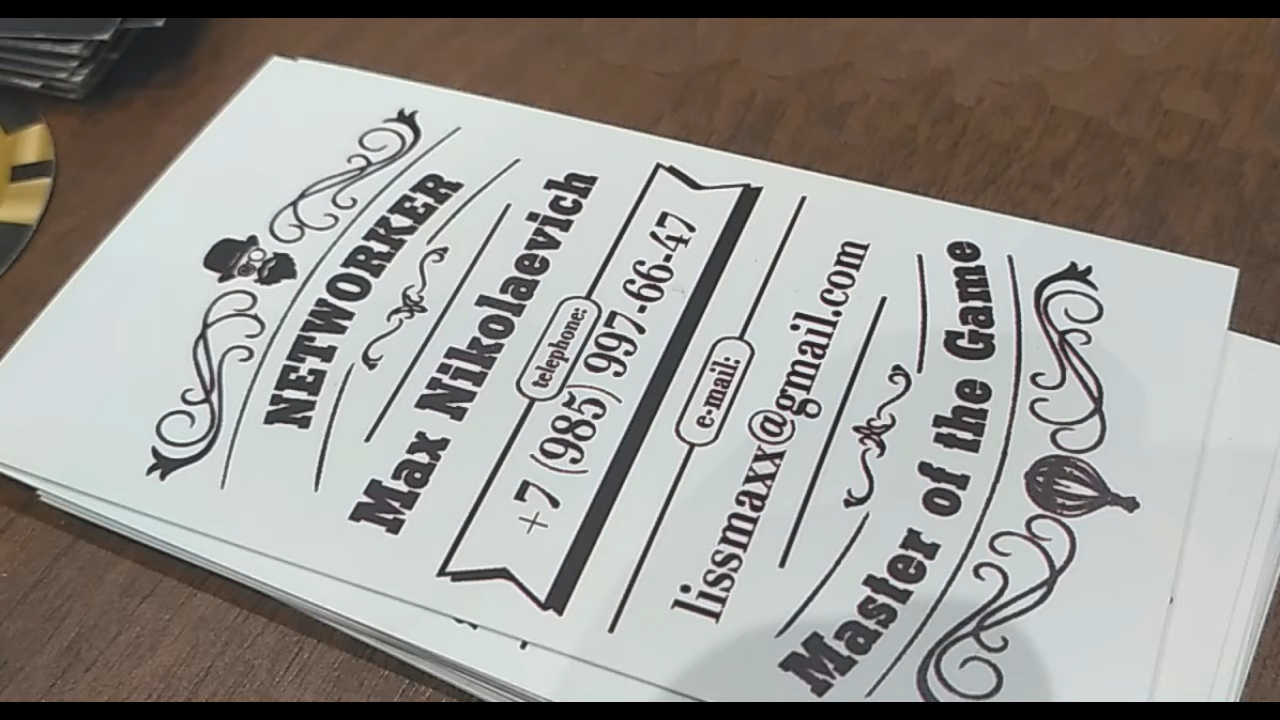 NETWORKER
Max Nikolaevich
telephone:
+7 (985) 997-66-47
e-mail:
lissmaxx@gmail.com
Master of the Game